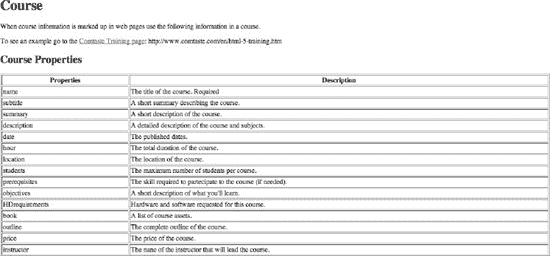 Course
When course information is marked up in web pages use the following information in a course.
To see an example go to the Comtaste Training page: http://www.comtaste.com/en/html-5-training.htm
Course Properties
Properties Description
name The title of the course. Required
subtitle A short summary describing the course.
summary A short description of the course.
description A detailed description of the course and subjects.
date The published dates.
hour The total duration of the course.
location The location of the course.
students The maximum number of students per course.
prerequisites The skill required to partecipate to the course (if needed).
objectives A short description of what you'll learn.
HDrequirements Hardware and software requested for this course.
book A list of course assets.
outline The complete outline of the course.
price The price of the course.
instructor The nane of the instructor that will lead the course.